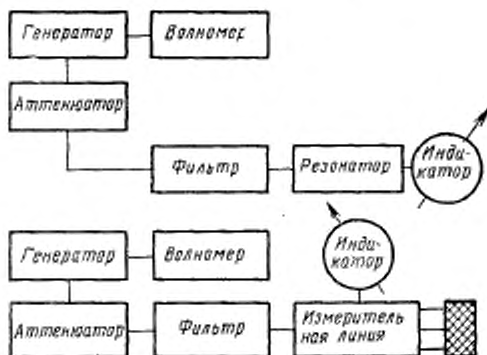 Генератор
Волномер
Аттенюатор
Фильтр
Резонатор
Инди-
катор
Генератор
Волномер
Инди-
катор
Аттенюатор
Фильтр
Измеритель
ная линия